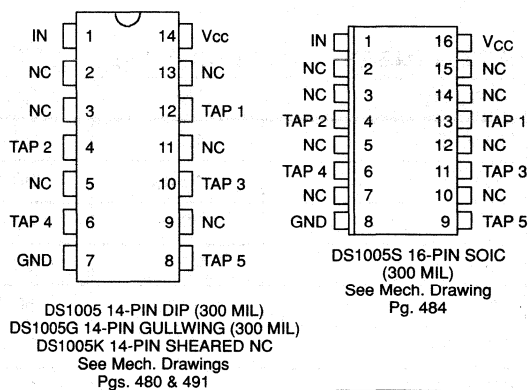 IN 1 14 Vcc
NC 2 13 NC
NC 3 12 TAP 1
TAP 2 4 11 NC
NC 5 10 TAP 3
TAP 4 6 9 NC
GND 7 8 TAP 5
DS1005 14-PIN DIP (300 MIL)
DS1005G 14-PIN GULLWING (300 MIL)
DS1005K 14-PIN SHEARED NC
See Mech. Drawings
Pgs. 480 & 491
IN 1 16 VCC
NC 2 15 NC
NC 3 14 NC
TAP 2 4 13 TAP 1
NC 5 12 NC
TAP 4 6 11 TAP 3
NC 7 10 NC
GND 8 9 TAP 5
DS1005S 16-PIN SOIC
(300 MIL)
See Mech. Drawing
Pg. 484